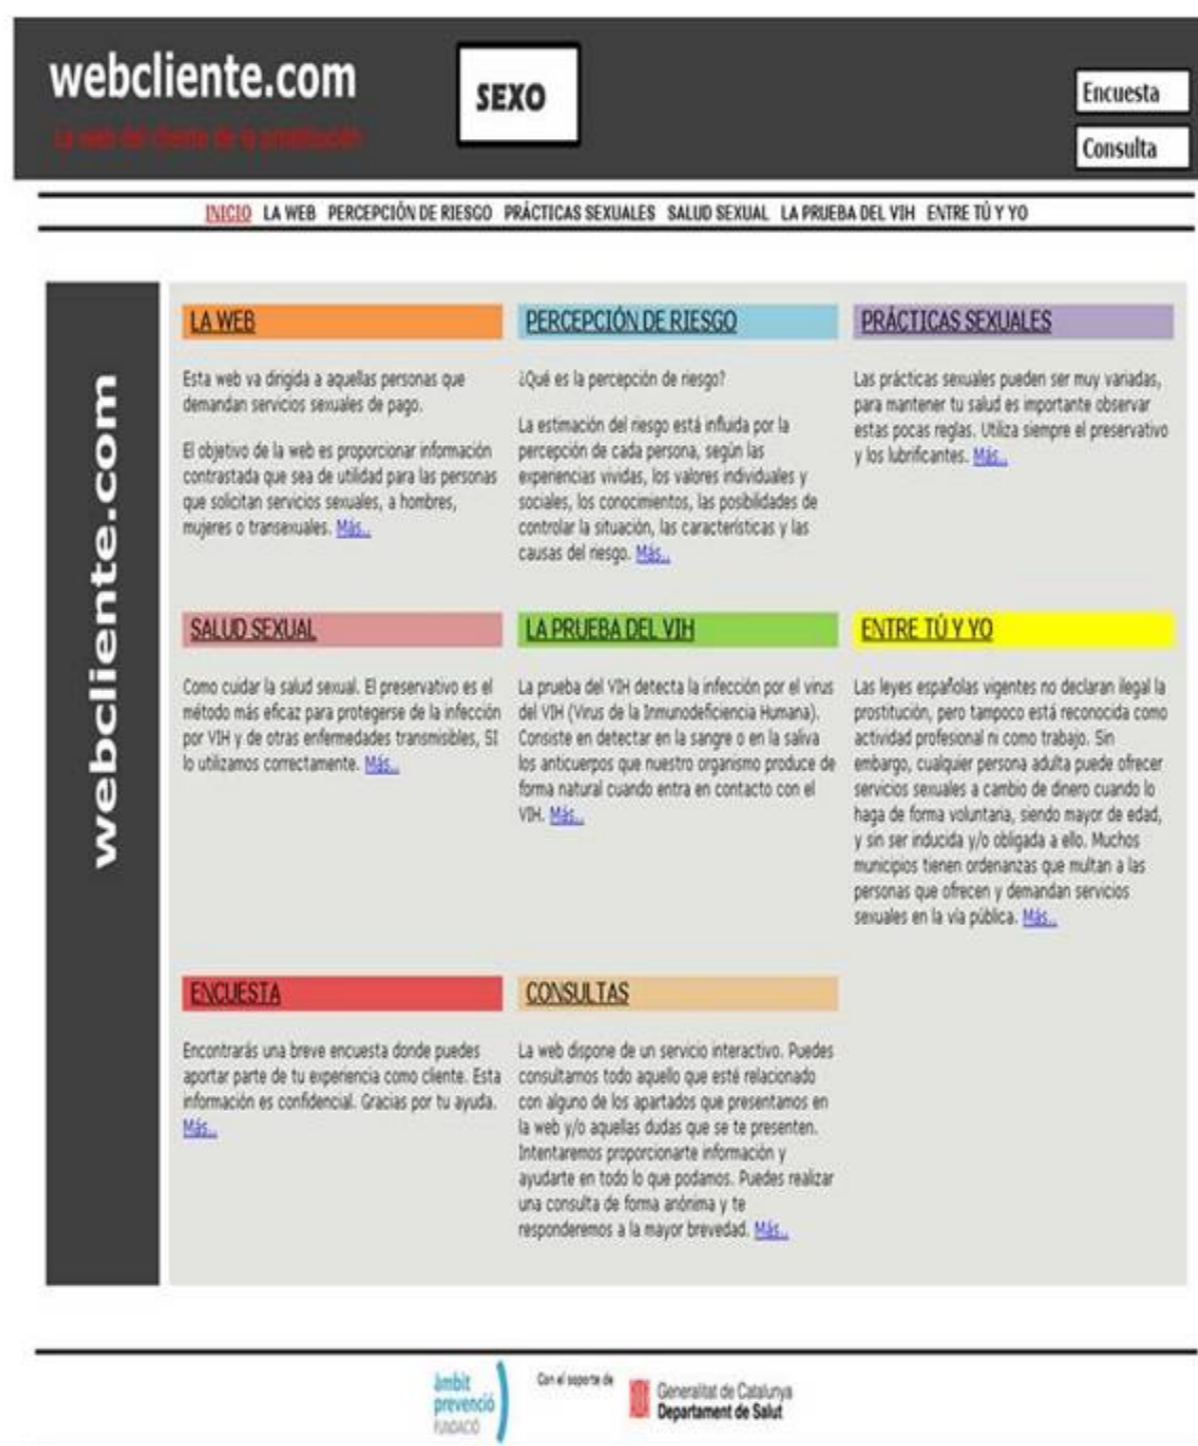 webcliente.com
La web del cliente de la prostitución
SEXO
Encuesta
Consulta
INICIO LA WEB PERCEPCIÓN DE RIESGO PRÁCTICAS SEXUALES SALUD SEXUAL LA PRUEBA DEL VIH ENTRE TÚ Y YO
webcliente.com
LA WEB
Esta web va dirigida a aquellas personas que
demandan servicios sexuales de pago.
El objetivo de la web es proporcionar información
contrastada que sea de utilidad para las personas
que solicitan servicios sexuales, a hombres,
mujeres o transexuales. Más..
PERCEPCIÓN DE RIESGO
¿Qué es la percepción de riesgo?
La estimación del riesgo está influida por la
percepción de cada persona, según las
experiencias vividas, los valores individuales y
sociales, los conocimientos, las posibilidades de
controlar la situación, las características y las
causas del riesgo. Más..
PRÁCTICAS SEXUALES
Las prácticas sexuales pueden ser muy variadas,
para mantener tu salud es importante observar
estas pocas reglas. Utiliza siempre el preservativo
y los lubrificantes. Más..
SALUD SEXUAL
Como cuidar la salud sexual. El preservativo es el
método más eficaz para protegerse de la infección
por VIH y de otras enfermedades transmisibles, SI
lo utilizamos correctamente. Más..
LA PRUEBA DEL VIH
La prueba del VIH detecta la infección por el virus
del VIH (Virus de la Inmunodeficiencia Humana).
Consiste en detectar en la sangre o en la saliva
los anticuerpos que nuestro organismo produce de
forma natural cuando entra en contacto con el
VIH. Más..
ENTRE TÚ Y YO
Las leyes españolas vigentes no declaran ilegal la
prostitución, pero tampoco está reconocida como
actividad profesional ni como trabajo. Sin
embargo, cualquier persona adulta puede ofrecer
servicios sexuales a cambio de dinero cuando lo
haga de forma voluntaria, siendo mayor de edad,
y sin ser inducida y/o obligada a ello. Muchos
municipios tienen ordenanzas que multan a las
personas que ofrecen y demandan servicios
sexuales en la vía pública. Más..
ENCUESTA
Encontrarás una breve encuesta donde puedes
aportar parte de tu experiencia como cliente. Esta
información es confidencial. Gracias por tu ayuda.
Más..
CONSULTAS
La web dispone de un servicio interactivo. Puedes
consultarnos todo aquello que esté relacionado
con alguno de los apartados que presentamos en
la web y/o aquellas dudas que se te presenten.
Intentaremos proporcionarte información y
ayudarte en todo lo que podamos. Puedes realizar
una consulta de forma anónima y te
responderemos a la mayor brevedad. Más..
àmbit
prevenció
FUNDACIÓ
Con el soporte de
Generalitat de Catalunya
Departament de Salut